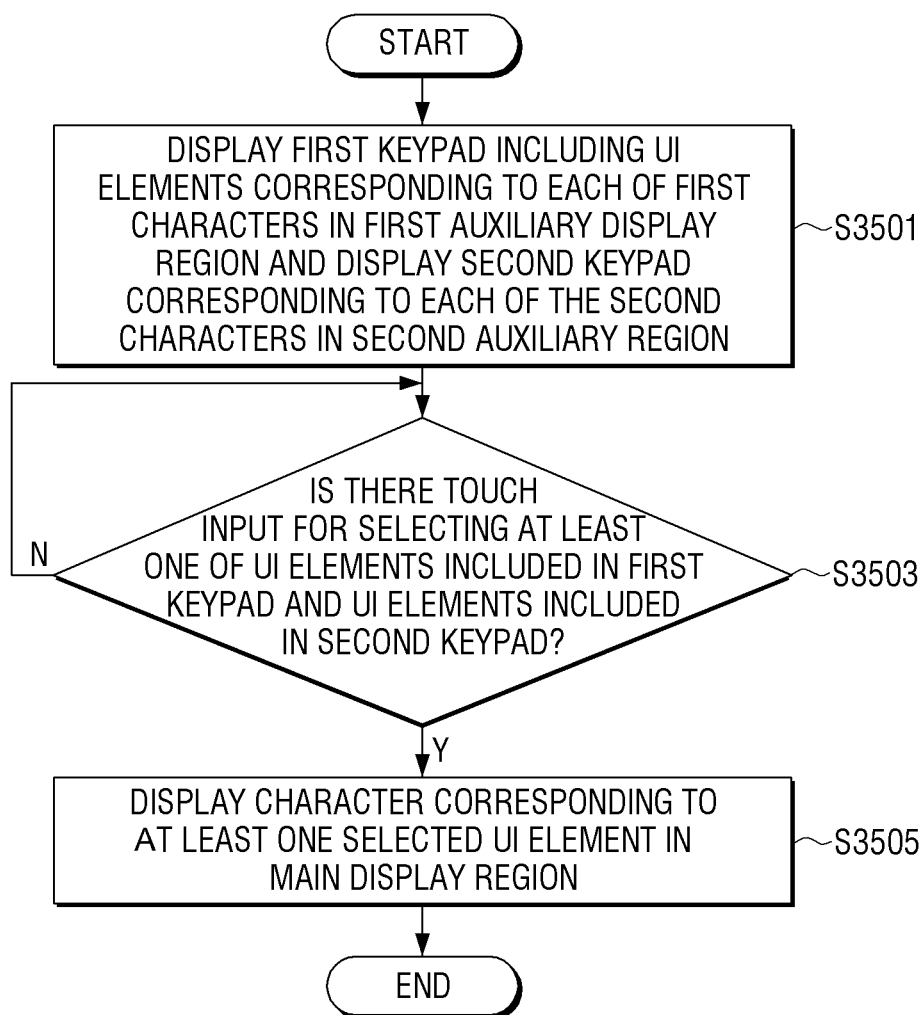 START
DISPLAY FIRST KEYPAD INCLUDING UI
ELEMENTS CORRESPONDING TO EACH OF FIRST
CHARACTERS IN FIRST AUXILIARY DISPLAY
REGION AND DISPLAY SECOND KEYPAD
CORRESPONDING TO EACH OF THE SECOND
CHARACTERS IN SECOND AUXILIARY REGION
S3501
IS THERE TOUCH
INPUT FOR SELECTING AT LEAST
ONE OF UI ELEMENTS INCLUDED IN FIRST
KEYPAD AND UI ELEMENTS INCLUDED
IN SECOND KEYPAD?
N
S3503
Y
DISPLAY CHARACTER CORRESPONDING TO
AT LEAST ONE SELECTED UI ELEMENT IN
MAIN DISPLAY REGION
S3505
END